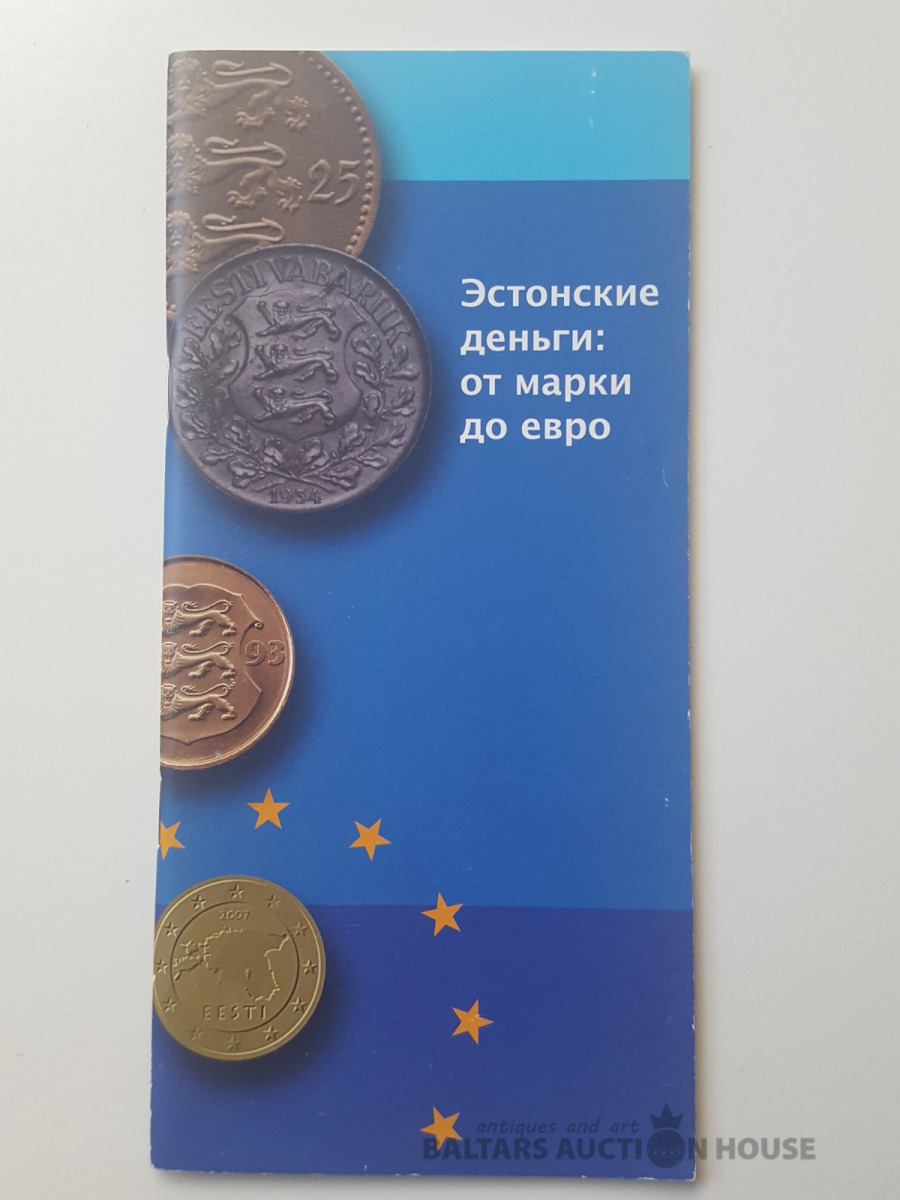 25
EESTI VABARIIK
1934
Эстонские
деньги:
от марки
до евро
93
2007
EESTI
antiques and art
BALTARS AUCTION HOUSE